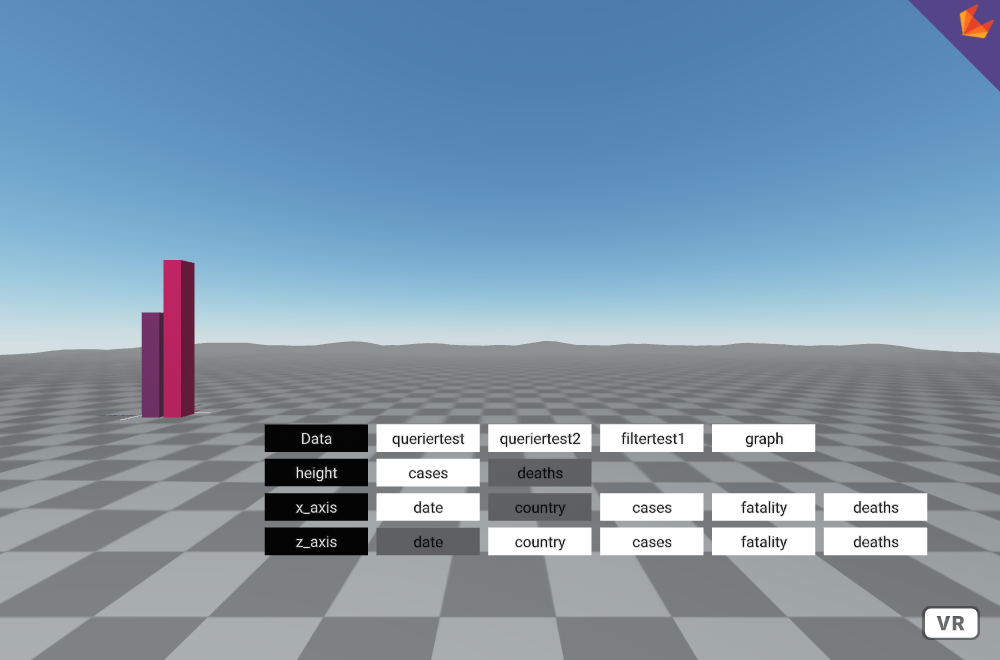 Data queriertest queriertest2 filtertest1 graph
height cases deaths
x_axis date country cases fatality deaths
z_axis date country cases fatality deaths
VR